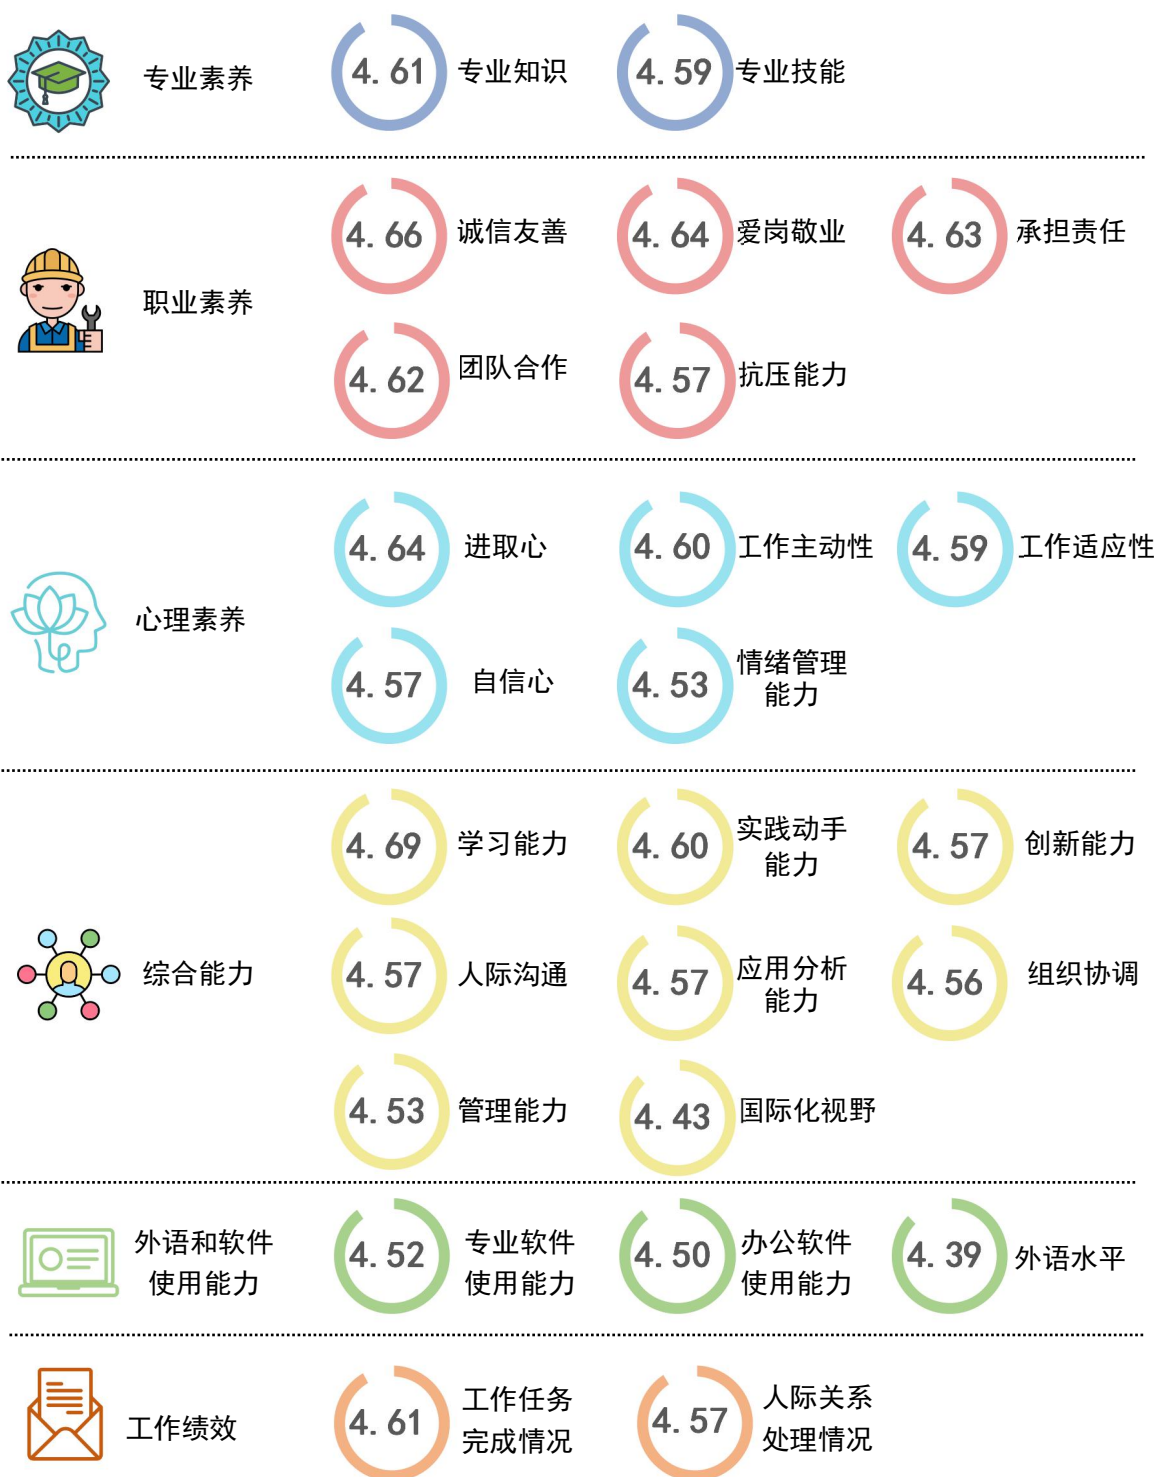 专业素养
4.61
专业知识
4.59
专业技能
职业素养
4.66
诚信友善
4.64
爱岗敬业
4.63
承担责任
4.62
团队合作
4.57
抗压能力
心理素养
4.64
进取心
4.60
工作主动性
4.59
工作适应性
4.57
自信心
4.53
情绪管理
能力
综合能力
4.69
学习能力
4.60
实践动手
能力
4.57
创新能力
4.57
人际沟通
4.57
应用分析
能力
4.56
组织协调
4.53
管理能力
4.43
国际化视野
外语和软件
使用能力
4.52
专业软件
使用能力
4.50
办公软件
使用能力
4.39
外语水平
工作绩效
4.61
工作任务
完成情况
4.57
人际关系
处理情况